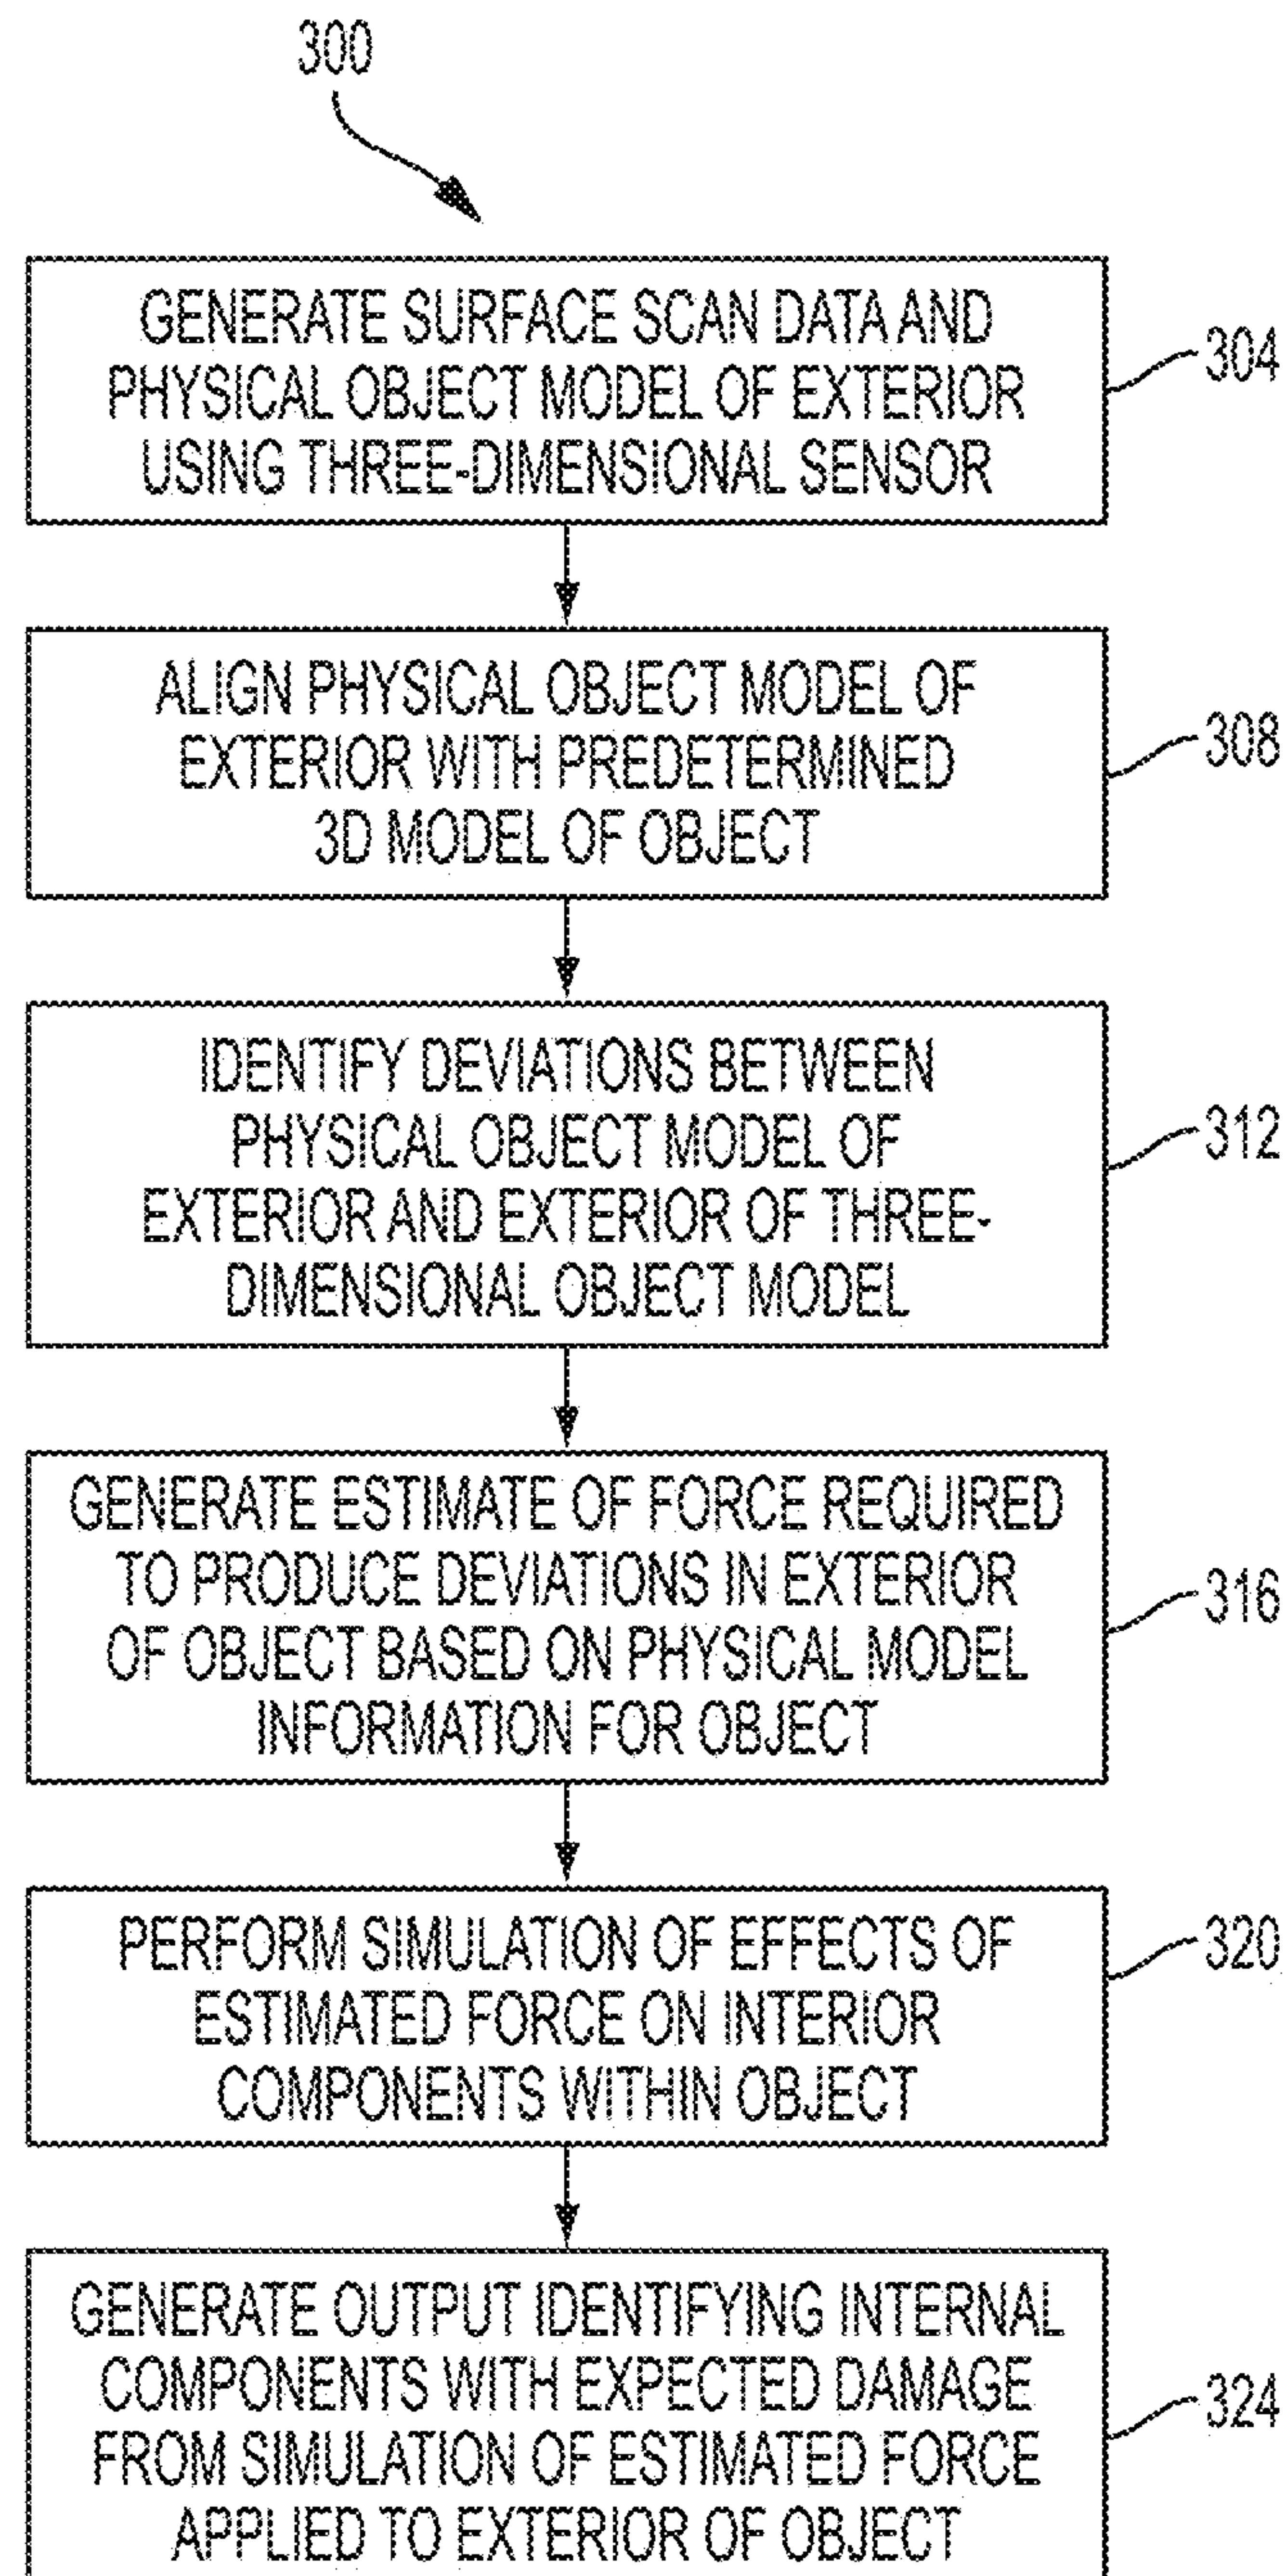 300
GENERATE SURFACE SCAN DATA AND
PHYSICAL OBJECT MODEL OF EXTERIOR
USING THREE-DIMENSIONAL SENSOR
304
ALIGN PHYSICAL OBJECT MODEL OF
EXTERIOR WITH PREDETERMINED
3D MODEL OF OBJECT
308
IDENTIFY DEVIATIONS BETWEEN
PHYSICAL OBJECT MODEL OF
EXTERIOR AND EXTERIOR OF THREE-
DIMENSIONAL OBJECT MODEL
312
GENERATE ESTIMATE OF FORCE REQUIRED
TO PRODUCE DEVIATIONS IN EXTERIOR
OF OBJECT BASED ON PHYSICAL MODEL
INFORMATION FOR OBJECT
316
PERFORM SIMULATION OF EFFECTS OF
ESTIMATED FORCE ON INTERIOR
COMPONENTS WITHIN OBJECT
320
GENERATE OUTPUT IDENTIFYING INTERNAL
COMPONENTS WITH EXPECTED DAMAGE
FROM SIMULATION OF ESTIMATED FORCE
APPLIED TO EXTERIOR OF OBJECT
324